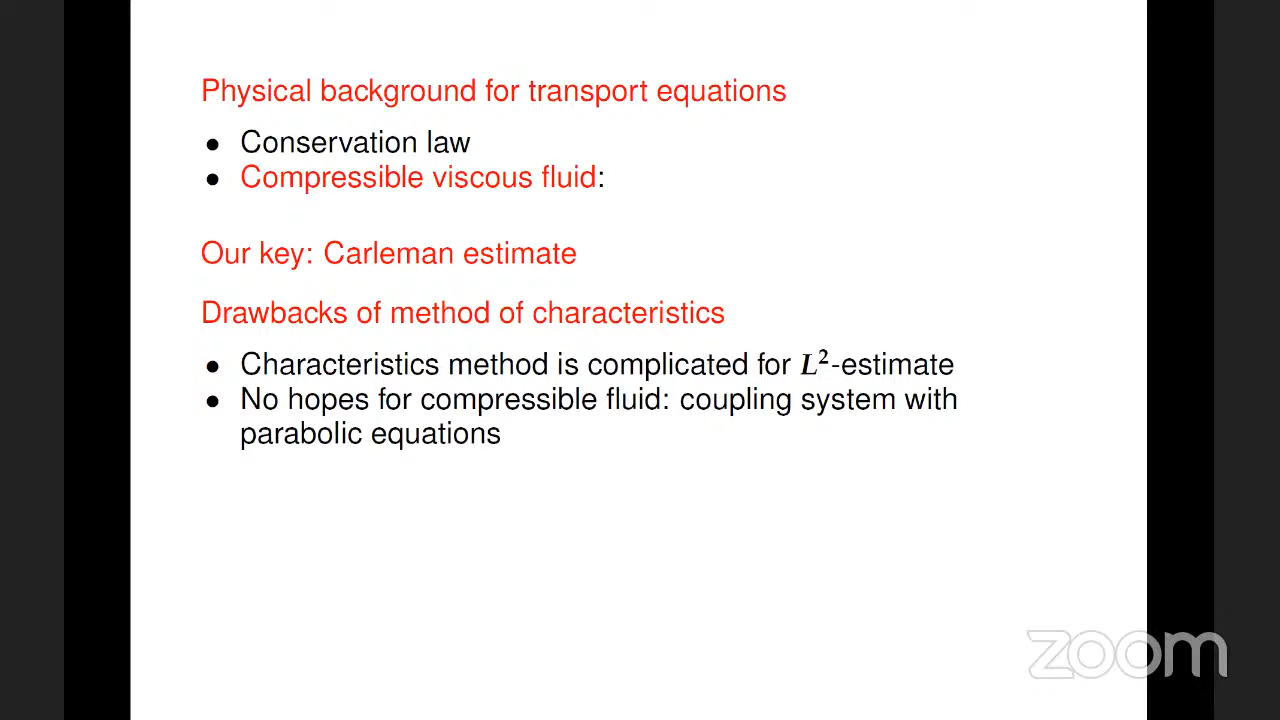 Physical background for transport equations
• Conservation law
• Compressible viscous fluid:
Our key: Carleman estimate
Drawbacks of method of characteristics
• Characteristics method is complicated for L²-estimate
• No hopes for compressible fluid: coupling system with
parabolic equations
zoom